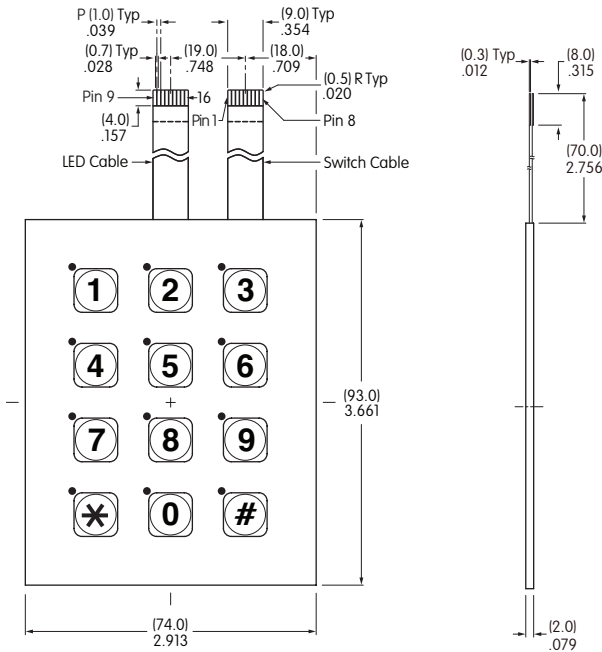 P (1.0) Typ
.039
(9.0) Typ
.354
(0.7) Typ
.028
(19.0)
.748
(18.0)
.709
(0.5) R Typ
.020
Pin 9
16
(4.0)
.157
Pin 1
Pin 8
LED Cable
Switch Cable
(0.3) Typ
.012
(8.0)
.315
(70.0)
2.756
1 2 3
4 5 6
7 8 9
* 0 #
(93.0)
3.661
(74.0)
2.913
(2.0)
.079